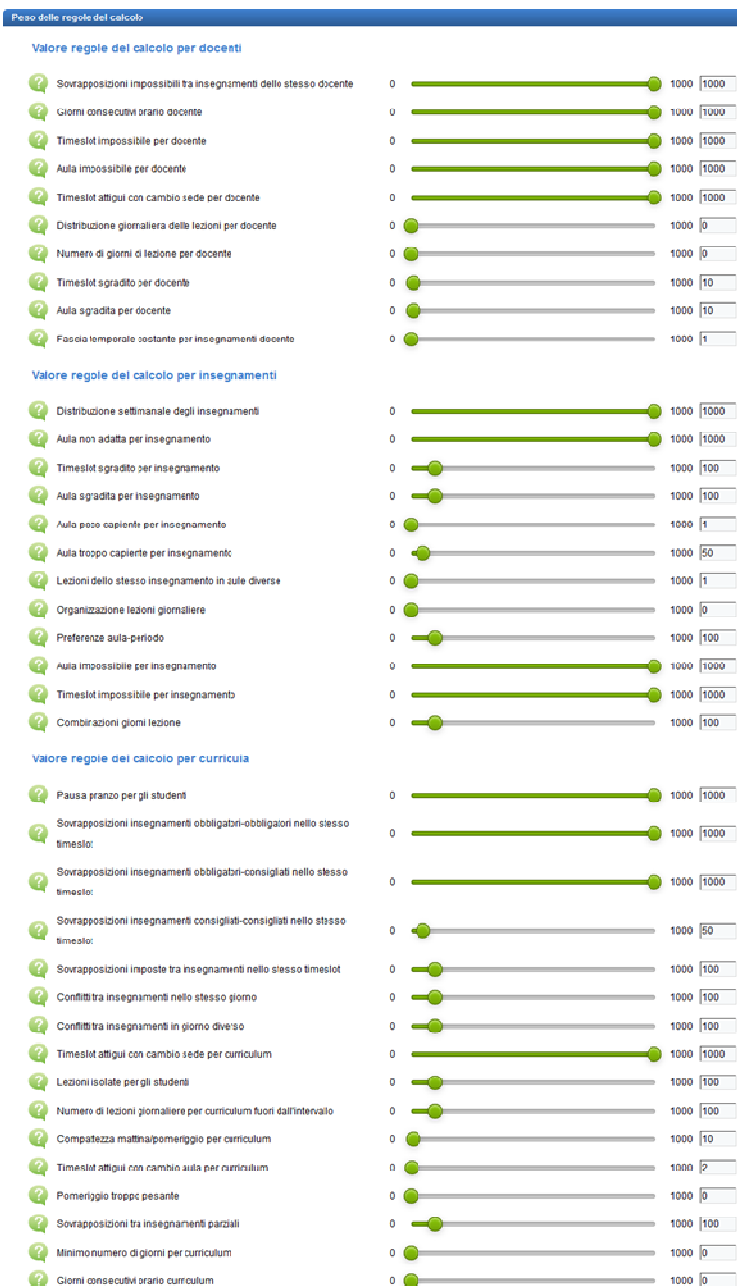 Peso delle regole del calcolo
Valore regole del calcolo per docenti
Sovrapposizioni impossibili tra insegnamenti dello stesso docente 0 1000 1000
Giorni consecutivi orario docente 0 1000 1000
Timeslot impossibile per docente 0 1000 1000
Aula impossibile per docente 0 1000 1000
Timeslot attigui con cambio sede per docente 0 1000 1000
Distribuzione giornaliera delle lezioni per docente 0 1000 0
Numero di giorni di lezione per docente 0 1000 0
Timeslot sgradito per docente 0 1000 10
Aula sgradita per docente 0 1000 10
Fascia temporale costante per insegnamenti docente 0 1000 1
Valore regole del calcolo per insegnamenti
Distribuzione settimanale degli insegnamenti 0 1000 1000
Aula non adatta per insegnamento 0 1000 1000
Timeslot sgradito per insegnamento 0 1000 100
Aula sgradita per insegnamento 0 1000 100
Aula poco capiente per insegnamento 0 1000 1
Aula troppo capiente per insegnamento 0 1000 50
Lezioni dello stesso insegnamento in aule diverse 0 1000 1
Organizzazione lezioni giornaliere 0 1000 0
Preferenze aula-periodo 0 1000 100
Aula impossibile per insegnamento 0 1000 1000
Timeslot impossibile per insegnamento 0 1000 1000
Combinazioni giorni lezione 0 1000 100
Valore regole del calcolo per curricula
Pausa pranzo per gli studenti 0 1000 1000
Sovrapposizioni insegnamenti obbligatori-obbligatori nello stesso
timeslot 0 1000 1000
Sovrapposizioni insegnamenti obbligatori-consigliati nello stesso
timeslot 0 1000 1000
Sovrapposizioni insegnamenti consigliati-consigliati nello stesso
timeslot 0 1000 50
Sovrapposizioni imposte tra insegnamenti nello stesso timeslot 0 1000 100
Conflitti tra insegnamenti nello stesso giorno 0 1000 100
Conflitti tra insegnamenti in giorno diverso 0 1000 100
Timeslot attigui con cambio sede per curriculum 0 1000 1000
Lezioni isolate per gli studenti 0 1000 100
Numero di lezioni giornaliere per curriculum fuori dall'intervallo 0 1000 100
Compatezza mattina/pomeriggio per curriculum 0 1000 10
Timeslot attigui con cambio aula per curriculum 0 1000 2
Pomeriggio troppo pesante 0 1000 0
Sovrapposizioni tra insegnamenti parziali 0 1000 100
Minimo numero di giorni per curriculum 0 1000 0
Giorni consecutivi orario curriculum 0 1000 0